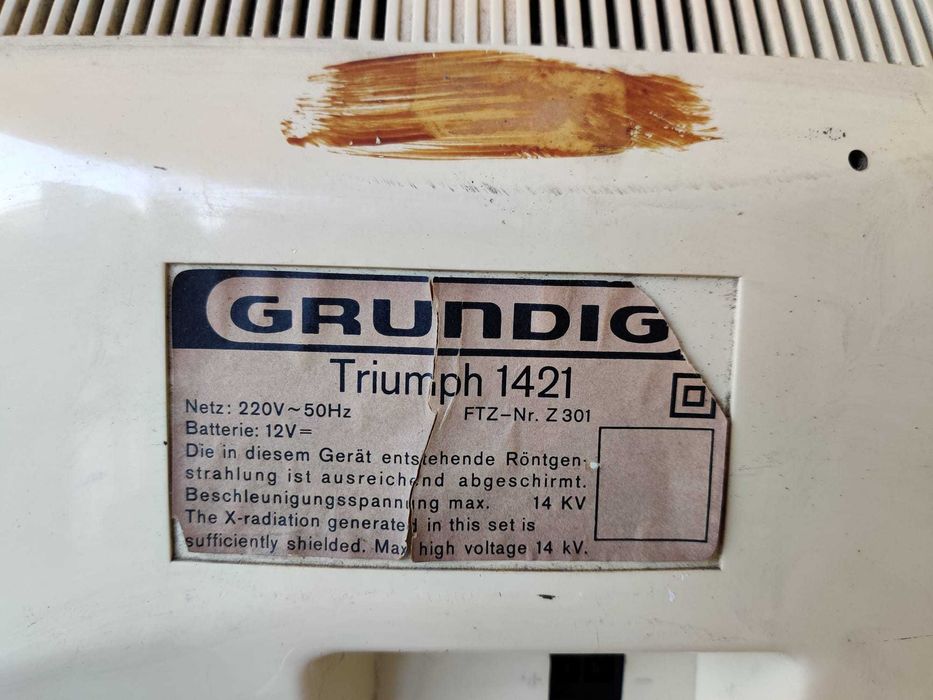 GRUNDIG
Triumph 1421
Netz: 220V~50Hz
FTZ-Nr. Z 301
Batterie: 12V=
Die in diesem Gerät entstehende Röntgen-
strahlung ist ausreichend abgeschirmt.
Beschleunigungsspannung max. 14 KV
The X-radiation generated in this set is
sufficiently shielded. Max high voltage 14 kV.